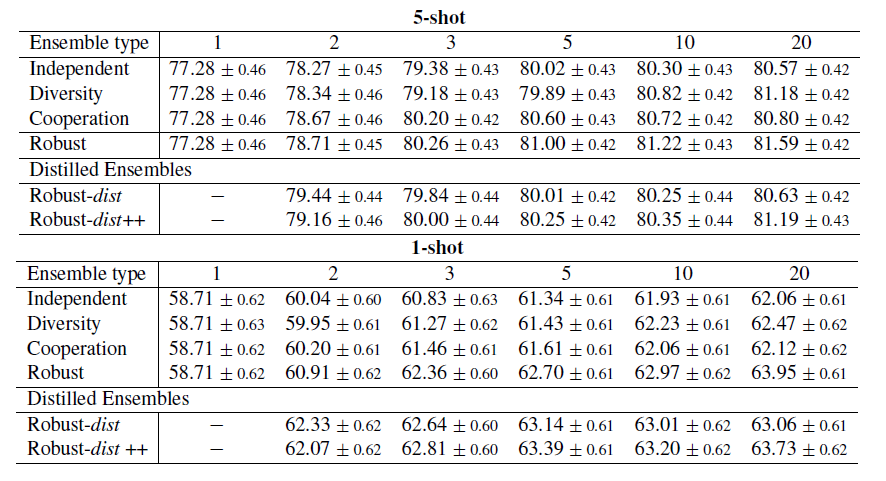 5-shot
Ensemble type 1 2 3 5 10 20
Independent 77.28 ± 0.46 78.27 ± 0.45 79.38 ± 0.43 80.02 ± 0.43 80.30 ± 0.43 80.57 ± 0.42
Diversity 77.28 ± 0.46 78.34 ± 0.46 79.18 ± 0.43 79.89 ± 0.43 80.82 ± 0.42 81.18 ± 0.42
Cooperation 77.28 ± 0.46 78.67 ± 0.46 80.20 ± 0.42 80.60 ± 0.43 80.72 ± 0.42 80.80 ± 0.42
Robust 77.28 ± 0.46 78.71 ± 0.45 80.26 ± 0.43 81.00 ± 0.42 81.22 ± 0.43 81.59 ± 0.42
Distilled Ensembles
Robust-dist − 79.44 ± 0.44 79.84 ± 0.44 80.01 ± 0.42 80.25 ± 0.44 80.63 ± 0.42
Robust-dist++ − 79.16 ± 0.46 80.00 ± 0.44 80.25 ± 0.42 80.35 ± 0.44 81.19 ± 0.43
1-shot
Ensemble type 1 2 3 5 10 20
Independent 58.71 ± 0.62 60.04 ± 0.60 60.83 ± 0.63 61.34 ± 0.61 61.93 ± 0.61 62.06 ± 0.61
Diversity 58.71 ± 0.63 59.95 ± 0.61 61.27 ± 0.62 61.43 ± 0.61 62.23 ± 0.61 62.47 ± 0.62
Cooperation 58.71 ± 0.62 60.20 ± 0.61 61.46 ± 0.61 61.61 ± 0.61 62.06 ± 0.61 62.12 ± 0.62
Robust 58.71 ± 0.62 60.91 ± 0.62 62.36 ± 0.60 62.70 ± 0.61 62.97 ± 0.62 63.95 ± 0.61
Distilled Ensembles
Robust-dist − 62.33 ± 0.62 62.64 ± 0.60 63.14 ± 0.61 63.01 ± 0.62 63.06 ± 0.61
Robust-dist ++ − 62.07 ± 0.62 62.81 ± 0.60 63.39 ± 0.61 63.20 ± 0.62 63.73 ± 0.62